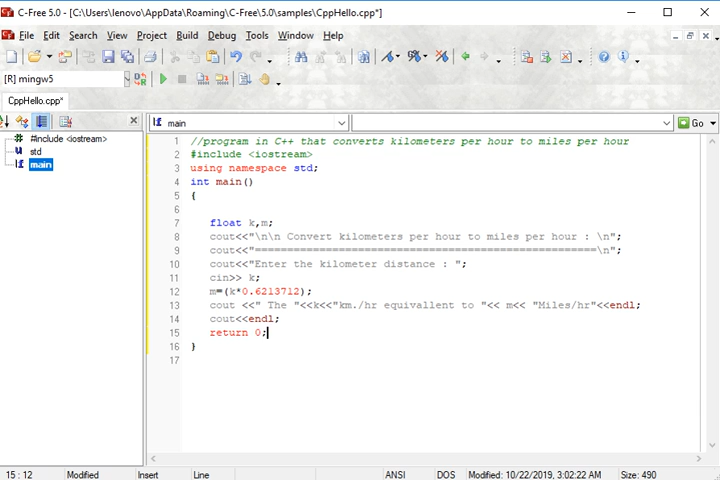 C-Free 5.0 - [C:\Users\lenovo\AppData\Roaming\C-Free\5.0\samples\CppHello.cpp*]
File Edit Search View Project Build Debug Tools Window Help
[R] mingw5
CppHello.cpp*
#include <iostream>
std
main
main
Go
1 //program in C++ that converts kilometers per hour to miles per hour
2 #include <iostream>
3 using namespace std;
4 int main()
5 {
6
7 float k,m;
8 cout<<"\n\n Convert kilometers per hour to miles per hour : \n";
9 cout<<"========================================\n";
10 cout<<"Enter the kilometer distance : ";
11 cin>> k;
12 m=(k*0.6213712);
13 cout <<" The "<<k<<"km./hr equivallent to "<< m<< "Miles/hr"<<endl;
14 cout<<endl;
15 return 0;
16 }
17
15 : 12 Modified Insert Line ANSI DOS Modified: 10/22/2019, 3:02:22 AM Size: 490